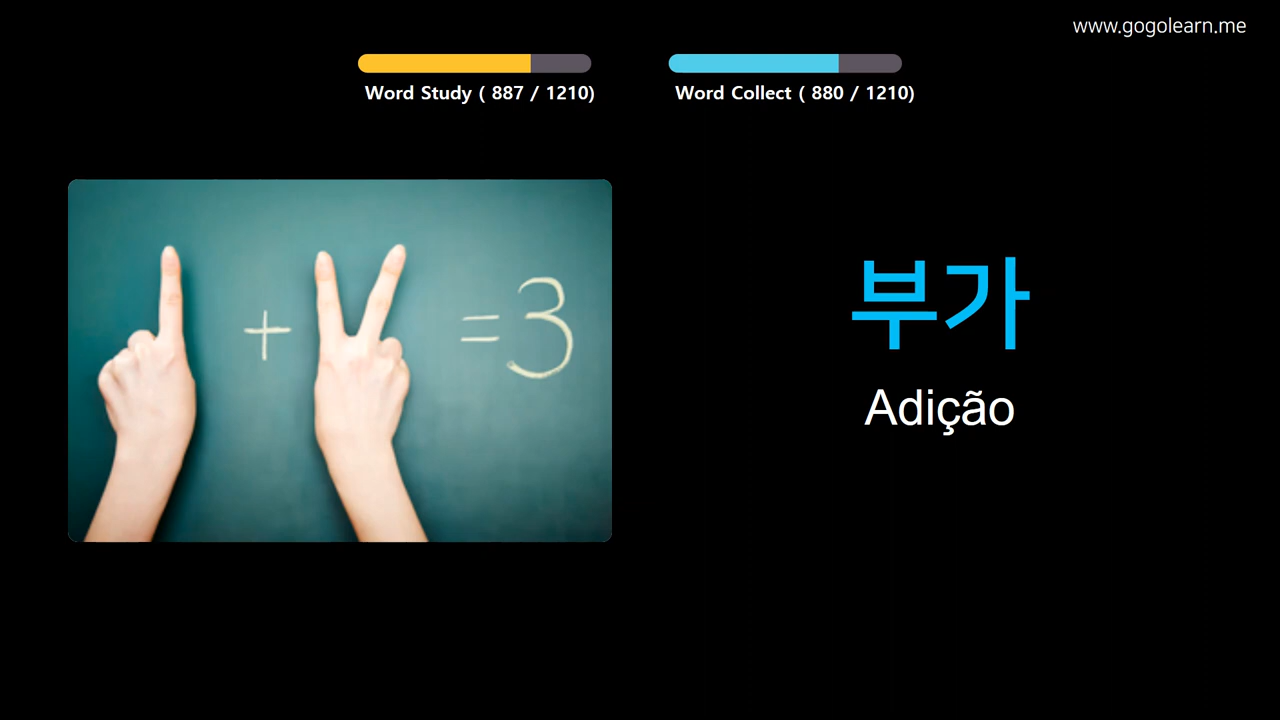 www.gogolearn.me
Word Study ( 887 / 1210)
Word Collect ( 880 / 1210)
+ = 3
부가
Adição